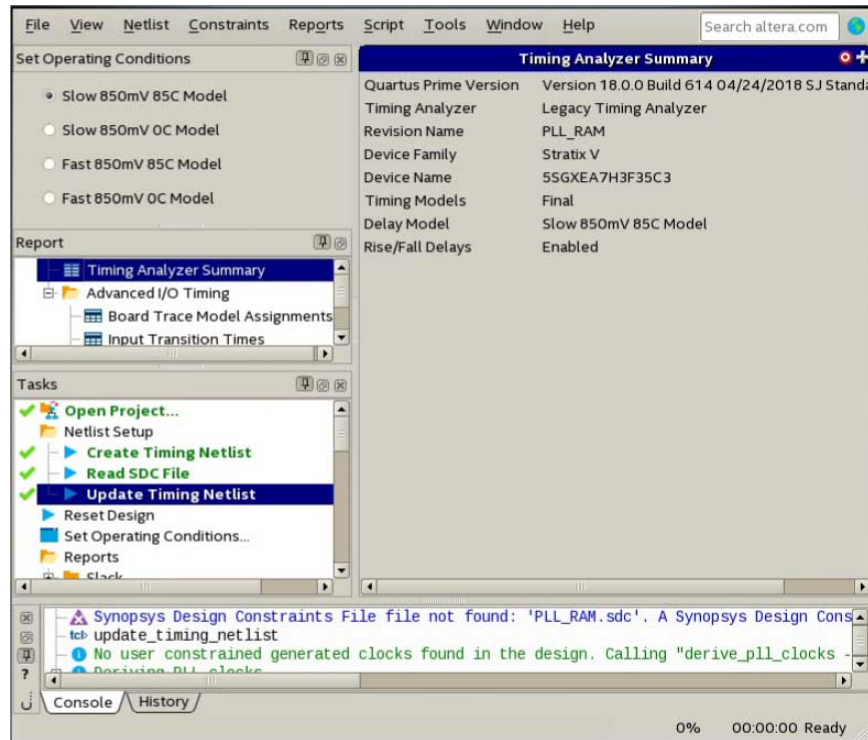 File View Netlist Constraints Reports Script Tools Window Help Search altera.com
Set Operating Conditions
Slow 850mV 85C Model
Slow 850mV 0C Model
Fast 850mV 85C Model
Fast 850mV 0C Model
Report
Timing Analyzer Summary
Advanced I/O Timing
Board Trace Model Assignments
Input Transition Times
Tasks
Open Project...
Netlist Setup
Create Timing Netlist
Read SDC File
Update Timing Netlist
Reset Design
Set Operating Conditions...
Reports
Slack
Timing Analyzer Summary
Quartus Prime Version Version 18.0.0 Build 614 04/24/2018 SJ Standa
Timing Analyzer Legacy Timing Analyzer
Revision Name PLL_RAM
Device Family Stratix V
Device Name 5SGXEA7H3F35C3
Timing Models Final
Delay Model Slow 850mV 85C Model
Rise/Fall Delays Enabled
Synopsys Design Constraints File file not found: 'PLL_RAM.sdc'. A Synopsys Design Cons
tcl> update_timing_netlist
No user constrained generated clocks found in the design. Calling "derive_pll_clocks -
Deriving PLL clocks
Console History
0% 00:00:00 Ready